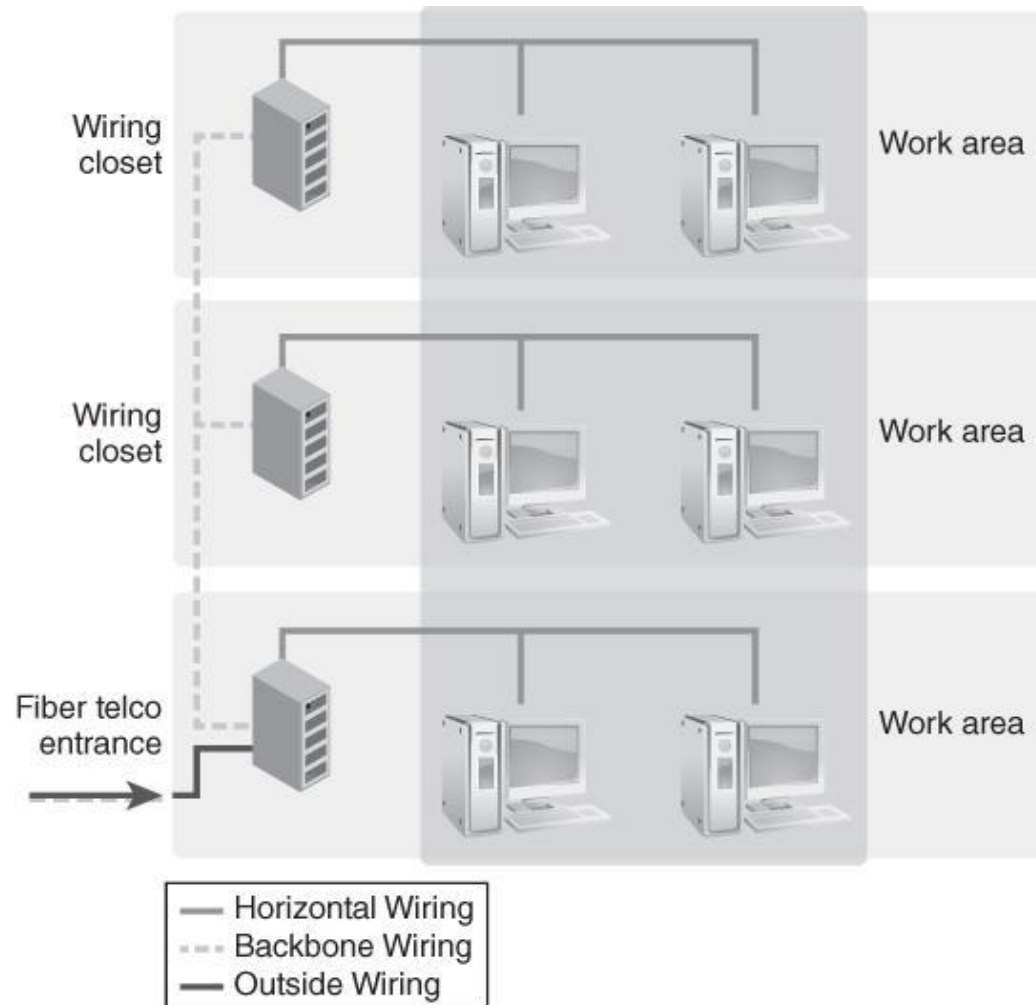 Wiring
closet
Work area
Wiring
closet
Work area
Fiber telco
entrance
Work area
Horizontal Wiring
Backbone Wiring
Outside Wiring